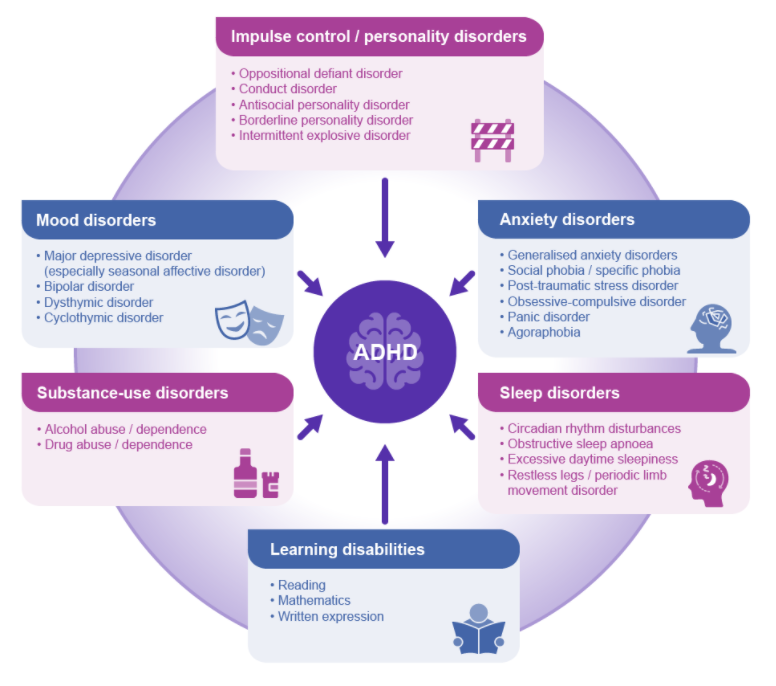 Impulse control / personality disorders
• Oppositional defiant disorder
• Conduct disorder
• Antisocial personality disorder
• Borderline personality disorder
• Intermittent explosive disorder
Mood disorders
• Major depressive disorder
(especially seasonal affective disorder)
• Bipolar disorder
• Dysthymic disorder
• Cyclothymic disorder
Anxiety disorders
• Generalised anxiety disorders
• Social phobia / specific phobia
• Post-traumatic stress disorder
• Obsessive-compulsive disorder
• Panic disorder
• Agoraphobia
ADHD
Substance-use disorders
• Alcohol abuse / dependence
• Drug abuse / dependence
Sleep disorders
• Circadian rhythm disturbances
• Obstructive sleep apnoea
• Excessive daytime sleepiness
• Restless legs / periodic limb
movement disorder
Learning disabilities
• Reading
• Mathematics
• Written expression